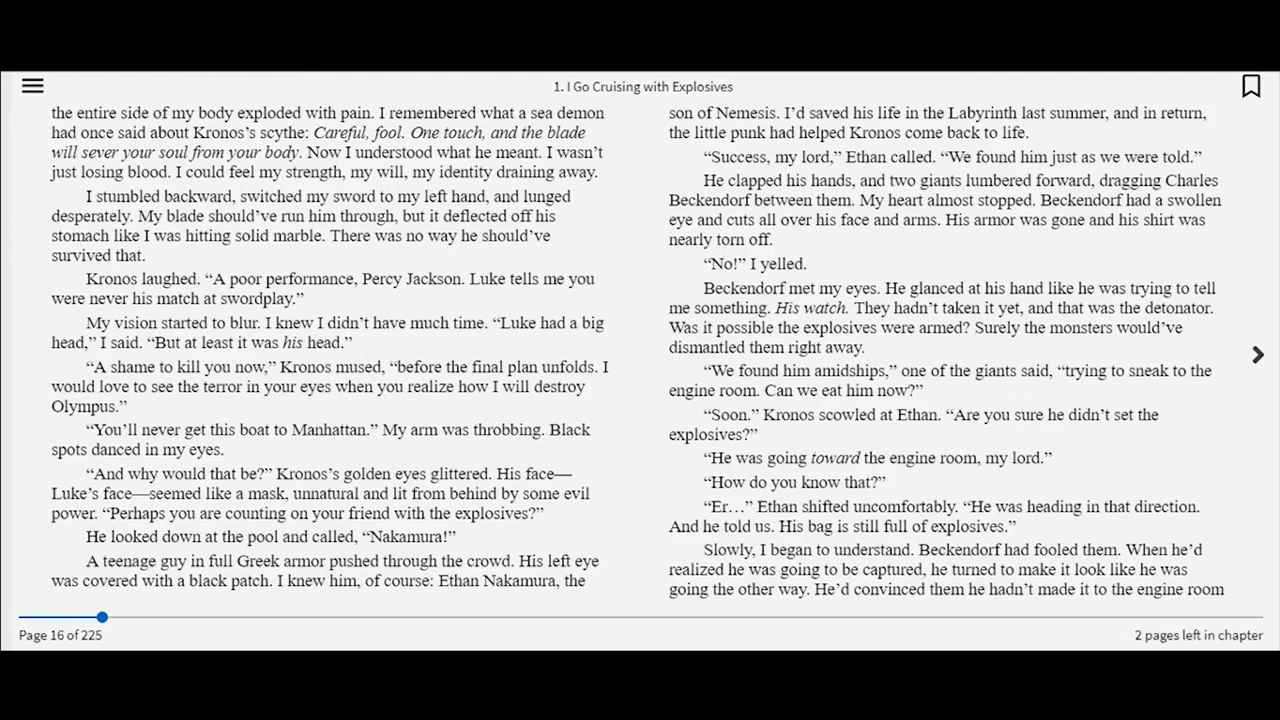 1. I Go Cruising with Explosives
the entire side of my body exploded with pain. I remembered what a sea demon
had once said about Kronos’s scythe: Careful, fool. One touch, and the blade
will sever your soul from your body. Now I understood what he meant. I wasn’t
just losing blood. I could feel my strength, my will, my identity draining away.
I stumbled backward, switched my sword to my left hand, and lunged
desperately. My blade should’ve run him through, but it deflected off his
stomach like I was hitting solid marble. There was no way he should’ve
survived that.
Kronos laughed. “A poor performance, Percy Jackson. Luke tells me you
were never his match at swordplay.”
My vision started to blur. I knew I didn’t have much time. “Luke had a big
head,” I said. “But at least it was his head.”
“A shame to kill you now,” Kronos mused, “before the final plan unfolds. I
would love to see the terror in your eyes when you realize how I will destroy
Olympus.”
“You’ll never get this boat to Manhattan.” My arm was throbbing. Black
spots danced in my eyes.
“And why would that be?” Kronos’s golden eyes glittered. His face—
Luke’s face—seemed like a mask, unnatural and lit from behind by some evil
power. “Perhaps you are counting on your friend with the explosives?”
He looked down at the pool and called, “Nakamura!”
A teenage guy in full Greek armor pushed through the crowd. His left eye
was covered with a black patch. I knew him, of course: Ethan Nakamura, the
son of Nemesis. I’d saved his life in the Labyrinth last summer, and in return,
the little punk had helped Kronos come back to life.
“Success, my lord,” Ethan called. “We found him just as we were told.”
He clapped his hands, and two giants lumbered forward, dragging Charles
Beckendorf between them. My heart almost stopped. Beckendorf had a swollen
eye and cuts all over his face and arms. His armor was gone and his shirt was
nearly torn off.
“No!” I yelled.
Beckendorf met my eyes. He glanced at his hand like he was trying to tell
me something. His watch. They hadn’t taken it yet, and that was the detonator.
Was it possible the explosives were armed? Surely the monsters would’ve
dismantled them right away.
“We found him amidships,” one of the giants said, “trying to sneak to the
engine room. Can we eat him now?”
“Soon.” Kronos scowled at Ethan. “Are you sure he didn’t set the
explosives?”
“He was going toward the engine room, my lord.”
“How do you know that?”
“Er…” Ethan shifted uncomfortably. “He was heading in that direction.
And he told us. His bag is still full of explosives.”
Slowly, I began to understand. Beckendorf had fooled them. When he’d
realized he was going to be captured, he turned to make it look like he was
going the other way. He’d convinced them he hadn’t made it to the engine room
Page 16 of 225
2 pages left in chapter